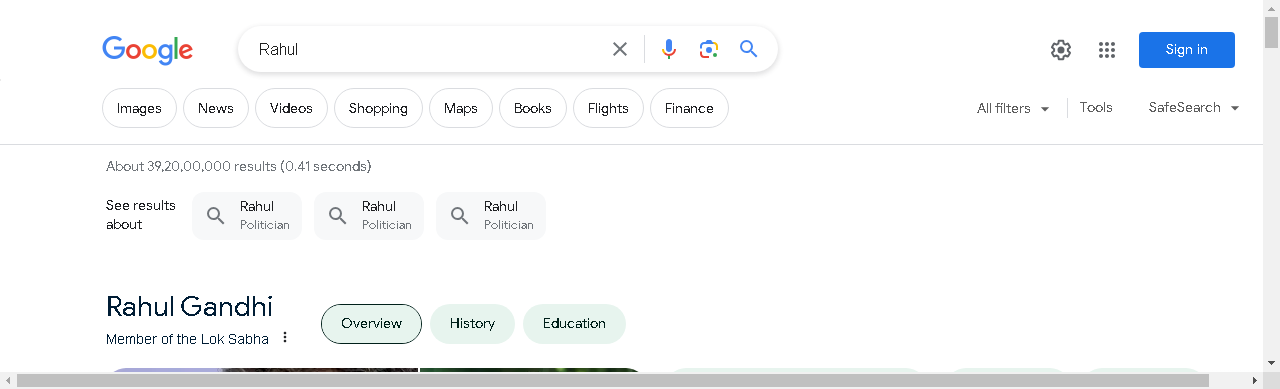 Google
Rahul
Sign in
Images News Videos Shopping Maps Books Flights Finance All filters Tools SafeSearch
About 39,20,00,000 results (0.41 seconds)
See results about
Rahul Politician
Rahul Politician
Rahul Politician
Rahul Gandhi
Member of the Lok Sabha
Overview History Education